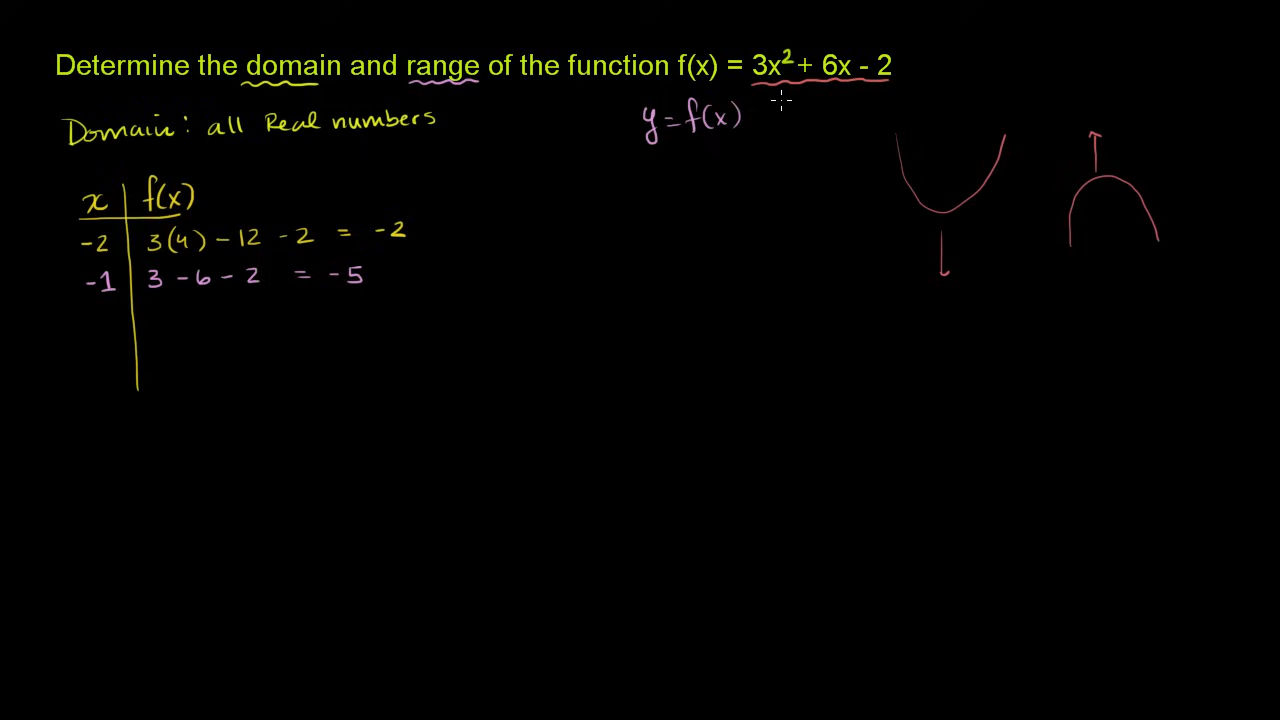 Determine the domain and range of the function f(x) = 3x² + 6x - 2
Domain: all Real numbers
y = f(x)
x f(x)
-2 3(4) - 12 - 2 = -2
-1 3 - 6 - 2 = -5